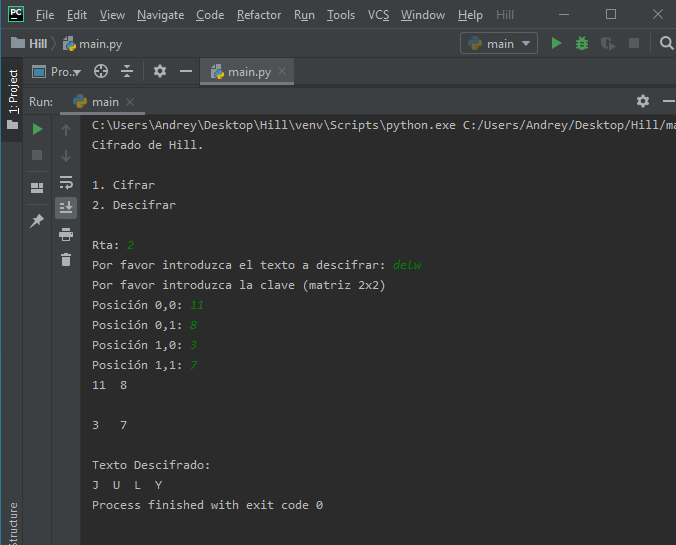 PC File Edit View Navigate Code Refactor Run Tools VCS Window Help Hill
Hill main.py main
1: Project Pro.. main.py
Run: main
C:\Users\Andrey\Desktop\Hill\venv\Scripts\python.exe C:/Users/Andrey/Desktop/Hill/ma
Cifrado de Hill.
1. Cifrar
2. Descifrar
Rta: 2
Por favor introduzca el texto a descifrar: delw
Por favor introduzca la clave (matriz 2x2)
Posición 0,0: 11
Posición 0,1: 8
Posición 1,0: 3
Posición 1,1: 7
11 8
3 7
Texto Descifrado:
J U L Y
Process finished with exit code 0
Structure